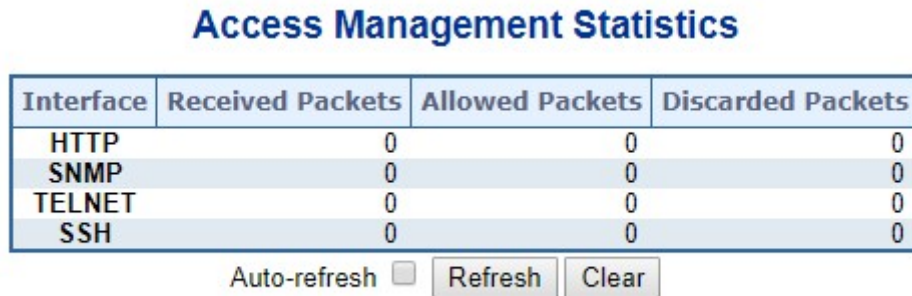 Access Management Statistics
Interface Received Packets Allowed Packets Discarded Packets
HTTP 0 0 0
SNMP 0 0 0
TELNET 0 0 0
SSH 0 0 0
Auto-refresh Refresh Clear